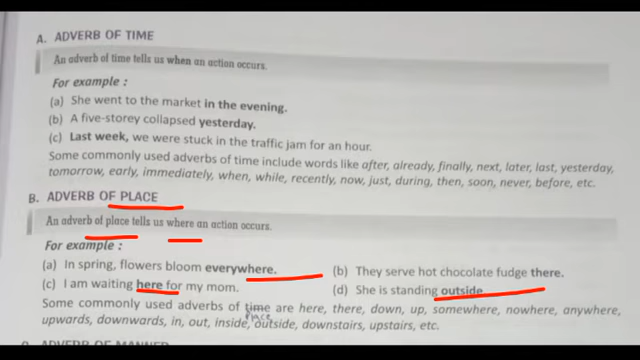 A. ADVERB OF TIME
An adverb of time tells us when an action occurs.
For example :
(a) She went to the market in the evening.
(b) A five-storey collapsed yesterday.
(c) Last week, we were stuck in the traffic jam for an hour.
Some commonly used adverbs of time include words like after, already, finally, next, later, last, yesterday,
tomorrow, early, immediately, when, while, recently, now, just, during, then, soon, never, before, etc.
B. ADVERB OF PLACE
An adverb of place tells us where an action occurs.
For example :
(a) In spring, flowers bloom everywhere. (b) They serve hot chocolate fudge there.
(c) I am waiting here for my mom. (d) She is standing outside.
Some commonly used adverbs of time are here, there, down, up, somewhere, nowhere, anywhere,
place
upwards, downwards, in, out, inside, outside, downstairs, upstairs, etc.
C. ADVERB OF MANNER